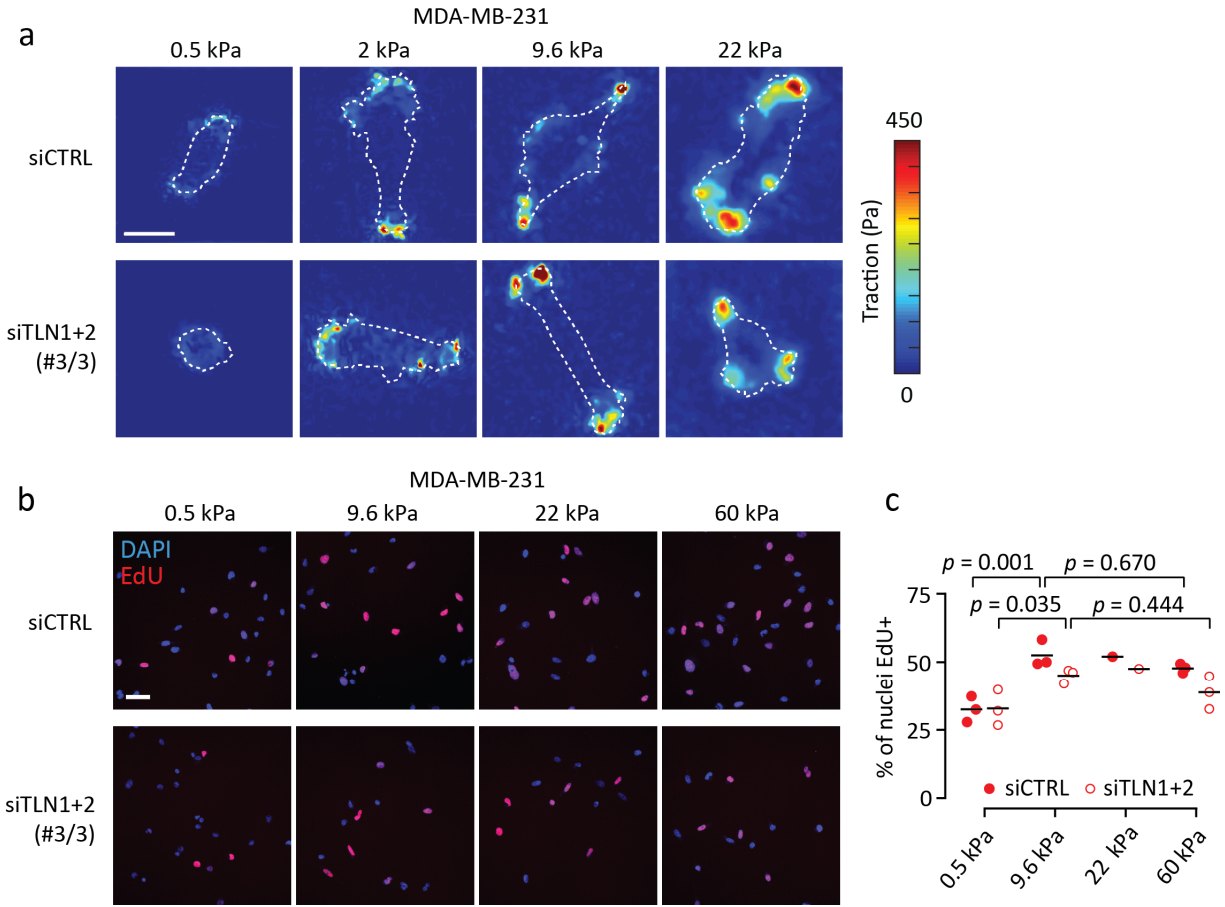 a
MDA-MB-231
0.5 kPa 2 kPa 9.6 kPa 22 kPa
siCTRL
siTLN1+2
(#3/3)
450
Traction (Pa)
0
b
MDA-MB-231
0.5 kPa 9.6 kPa 22 kPa 60 kPa
DAPI
EdU
siCTRL
siTLN1+2
(#3/3)
c
p = 0.001 p = 0.670
p = 0.035 p = 0.444
% of nuclei EdU+
75
50
25
0
siCTRL siTLN1+2
0.5 kPa 9.6 kPa 22 kPa 60 kPa